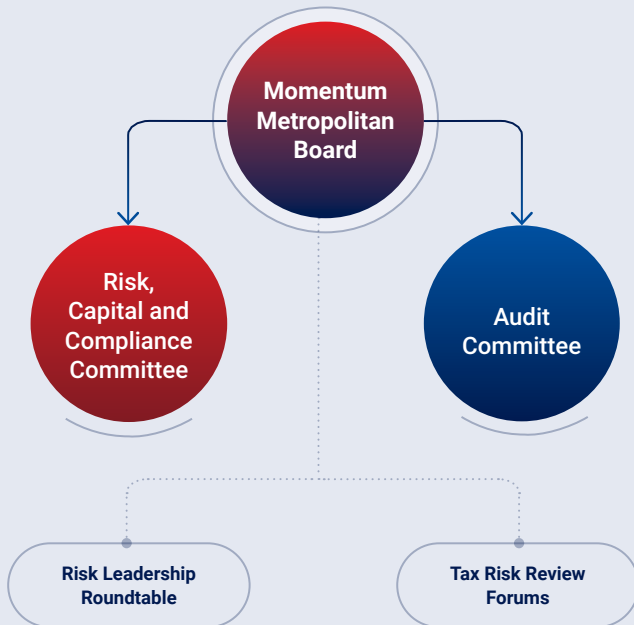 Momentum
Metropolitan
Board
Risk,
Capital and
Compliance
Committee
Audit
Committee
Risk Leadership
Roundtable
Tax Risk Review
Forums